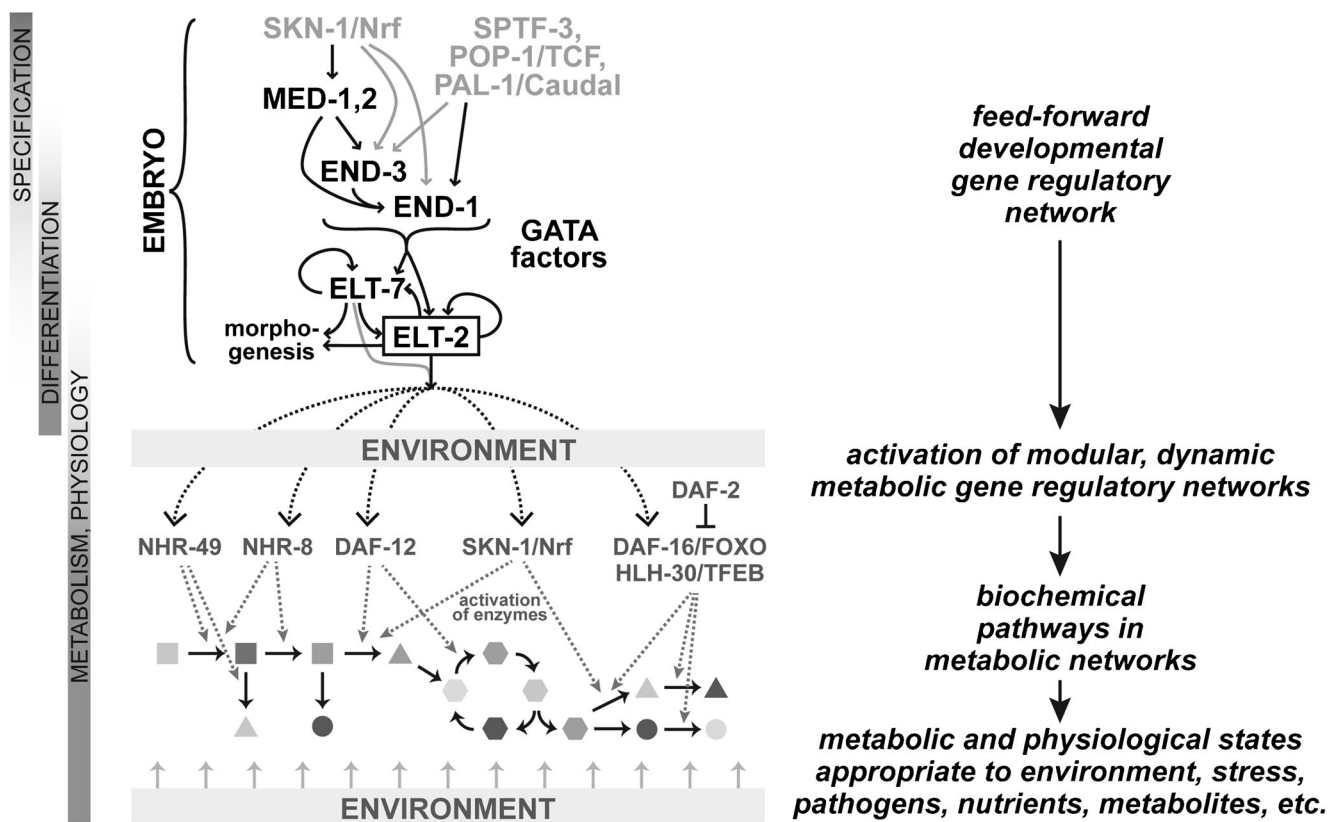 SPECIFICATION
DIFFERENTIATION
METABOLISM, PHYSIOLOGY
EMBRYO
SKN-1/Nrf
SPTF-3,
POP-1/TCF,
PAL-1/Caudal
MED-1,2
END-3
END-1
GATA
factors
ELT-7
ELT-2
morpho-
genesis
ENVIRONMENT
DAF-2
NHR-49
NHR-8
DAF-12
SKN-1/Nrf
DAF-16/FOXO
HLH-30/TFEB
activation
of enzymes
ENVIRONMENT
feed-forward
developmental
gene regulatory
network
activation of modular, dynamic
metabolic gene regulatory networks
biochemical
pathways in
metabolic networks
metabolic and physiological states
appropriate to environment, stress,
pathogens, nutrients, metabolites, etc.